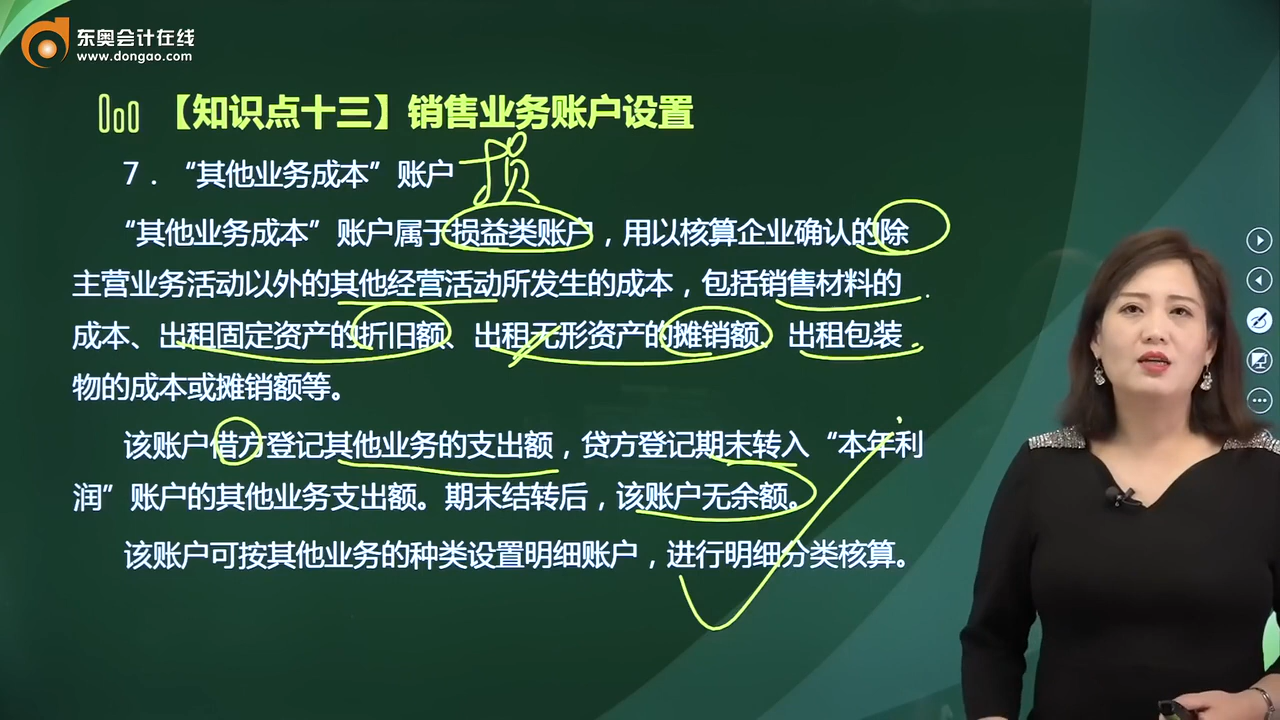 东奥会计在线
www.dongao.com
【知识点十三】销售业务账户设置
7．“其他业务成本”账户
损
“其他业务成本”账户属于损益类账户，用以核算企业确认的除
主营业务活动以外的其他经营活动所发生的成本，包括销售材料的
成本、出租固定资产的折旧额、出租无形资产的摊销额、出租包装
物的成本或摊销额等。
该账户借方登记其他业务的支出额，贷方登记期末转入“本年利
润”账户的其他业务支出额。期末结转后，该账户无余额。
该账户可按其他业务的种类设置明细账户，进行明细分类核算。